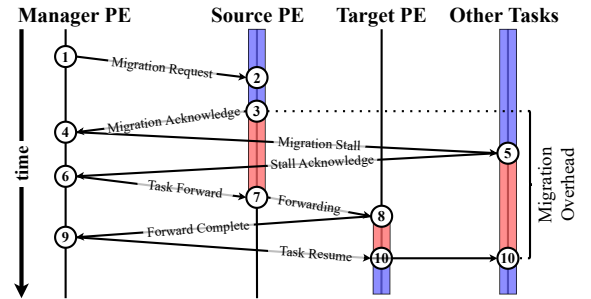 Manager PE
Source PE
Target PE
Other Tasks
1
Migration Request
2
Migration Acknowledge
3
4
Migration Stall
5
Stall Acknowledge
6
Task Forward
7
Forwarding
8
Forward Complete
9
Task Resume
10
10
time
Migration
Overhead